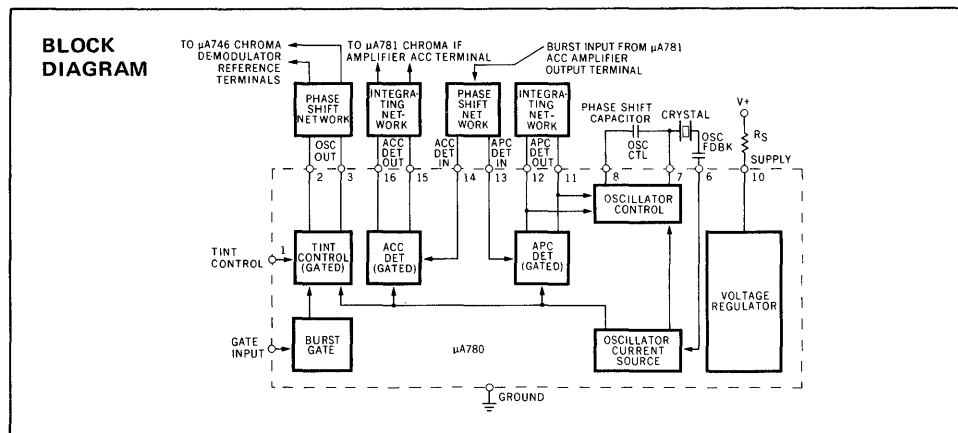 BLOCK
DIAGRAM
TO μA746 CHROMA
DEMODULATOR
REFERENCE
TERMINALS
TO μA781 CHROMA IF
AMPLIFIER ACC TERMINAL
BURST INPUT FROM μA781
ACC AMPLIFIER
OUTPUT TERMINAL
PHASE
SHIFT
NETWORK
INTEGRA-
TING
NET-
WORK
PHASE
SHIFT
NET
WORK
INTEGRA-
TING
NET-
WORK
PHASE SHIFT
CAPACITOR
CRYSTAL
V+
RS
OSC
OUT
ACC
DET
OUT
ACC
DET
IN
APC
DET
IN
APC
DET
OUT
OSC
CTL
OSC
FDBK
SUPPLY
2
3
16
15
14
13
12
11
8
7
6
10
OSCILLATOR
CONTROL
TINT
CONTROL
1
TINT
CONTROL
(GATED)
ACC
DET
(GATED)
APC
DET
(GATED)
VOLTAGE
REGULATOR
GATE
INPUT
BURST
GATE
μA780
OSCILLATOR
CURRENT
SOURCE
GROUND